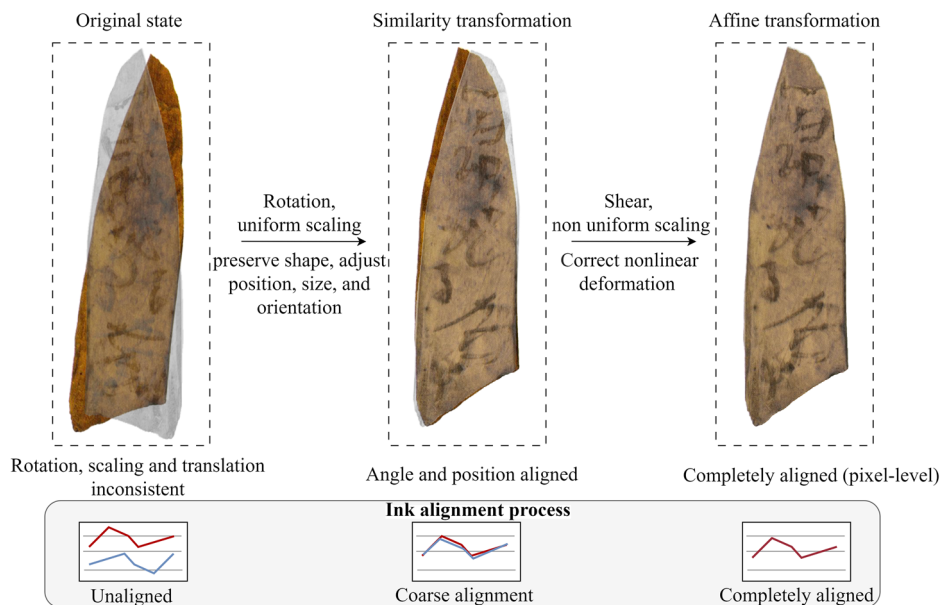 Original state
Similarity transformation
Affine transformation
Rotation,
uniform scaling
preserve shape, adjust
position, size, and
orientation
Shear,
non uniform scaling
Correct nonlinear
deformation
Rotation, scaling and translation
inconsistent
Angle and position aligned
Completely aligned (pixel-level)
Ink alignment process
Unaligned
Coarse alignment
Completely aligned